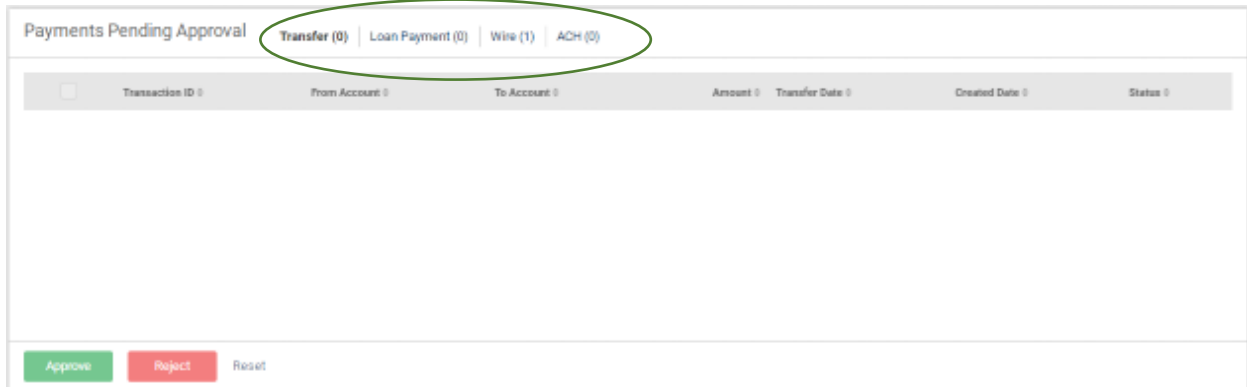 Payments Pending Approval Transfer (0) Loan Payment (0) Wire (1) ACH (0)
Transaction ID From Account To Account Amount Transfer Date Created Date Status
Approve Reject Reset